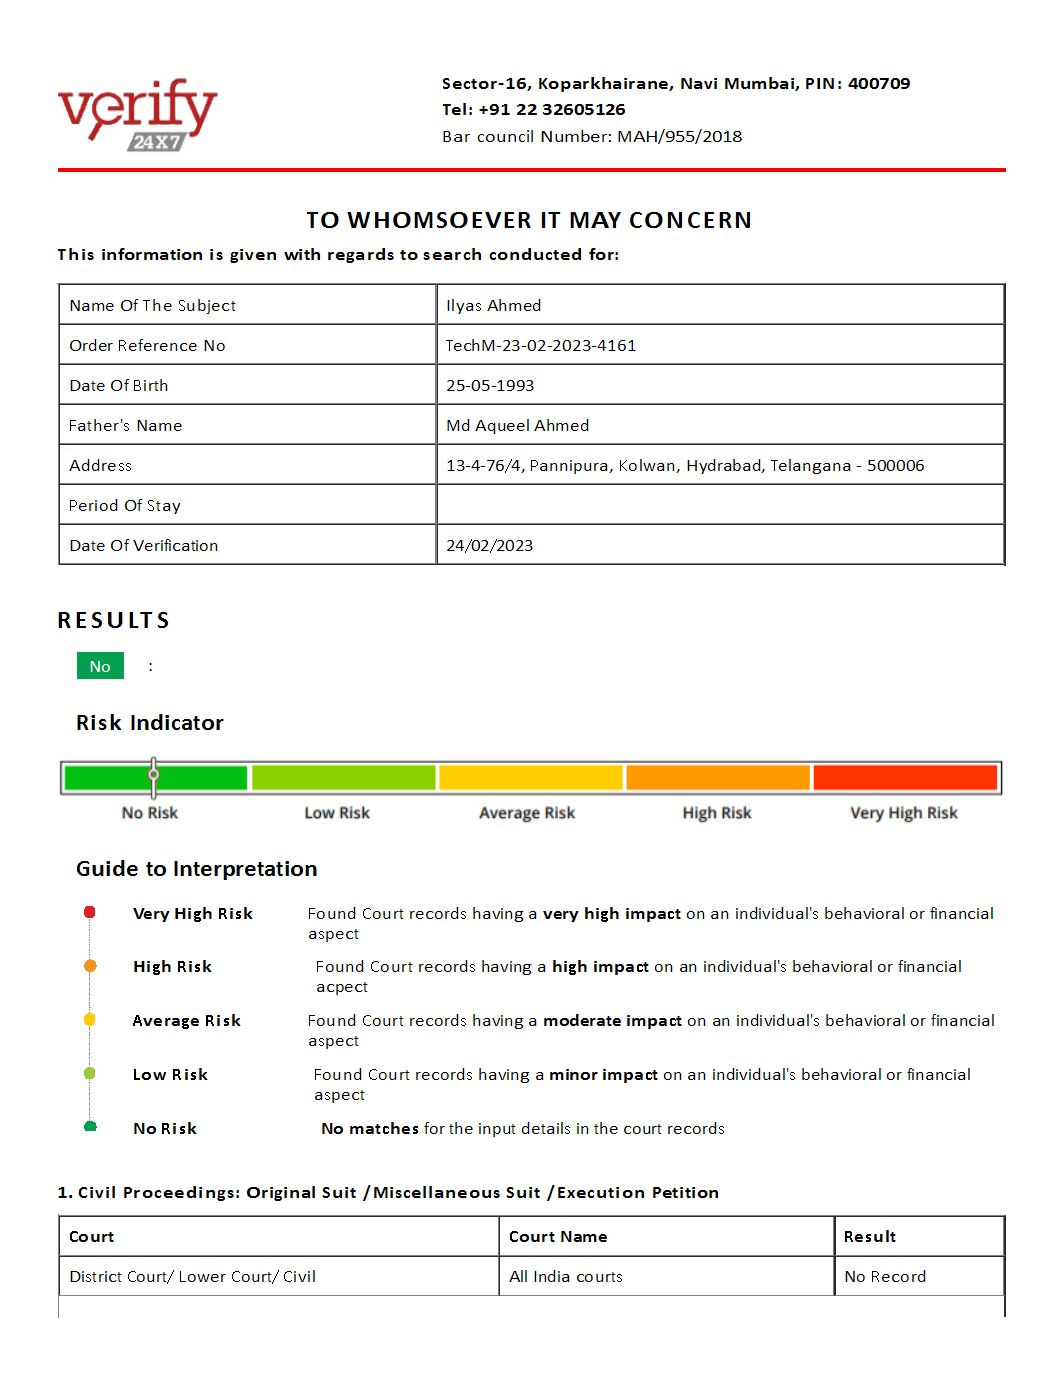 verify
24X7
Sector-16, Koparkhairane, Navi Mumbai, PIN: 400709
Tel: +91 22 32605126
Bar council Number: MAH/955/2018
TO WHOMSOEVER IT MAY CONCERN
This information is given with regards to search conducted for:
Name Of The Subject Ilyas Ahmed
Order Reference No TechM-23-02-2023-4161
Date Of Birth 25-05-1993
Father's Name Md Aqueel Ahmed
Address 13-4-76/4, Pannipura, Kolwan, Hydrabad, Telangana - 500006
Period Of Stay
Date Of Verification 24/02/2023
RESULTS
No :
Risk Indicator
No Risk Low Risk Average Risk High Risk Very High Risk
Guide to Interpretation
Very High Risk Found Court records having a very high impact on an individual's behavioral or financial
aspect
High Risk Found Court records having a high impact on an individual's behavioral or financial
acpect
Average Risk Found Court records having a moderate impact on an individual's behavioral or financial
aspect
Low Risk Found Court records having a minor impact on an individual's behavioral or financial
aspect
No Risk No matches for the input details in the court records
1. Civil Proceedings: Original Suit /Miscellaneous Suit /Execution Petition
Court Court Name Result
District Court/ Lower Court/ Civil All India courts No Record